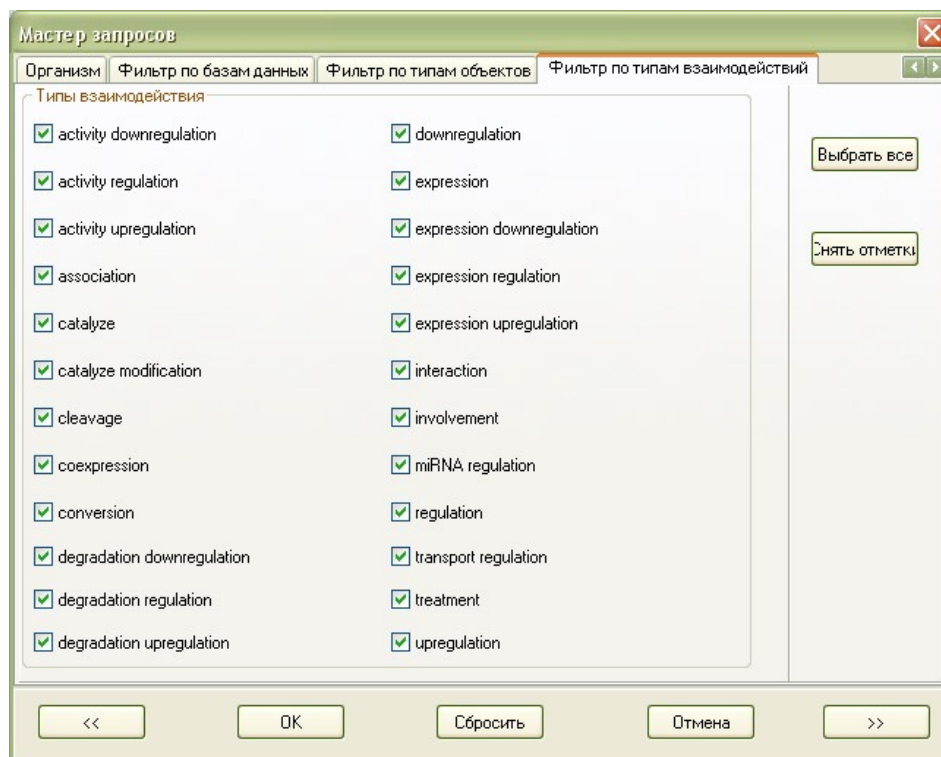 Мастер запросов
Организм Фильтр по базам данных Фильтр по типам объектов Фильтр по типам взаимодействий
Типы взаимодействия
activity downregulation
activity regulation
activity upregulation
association
catalyze
catalyze modification
cleavage
coexpression
conversion
degradation downregulation
degradation regulation
degradation upregulation
downregulation
expression
expression downregulation
expression regulation
expression upregulation
interaction
involvement
miRNA regulation
regulation
transport regulation
treatment
upregulation
Выбрать все
Снять отметки
<< OK Сбросить Отмена >>